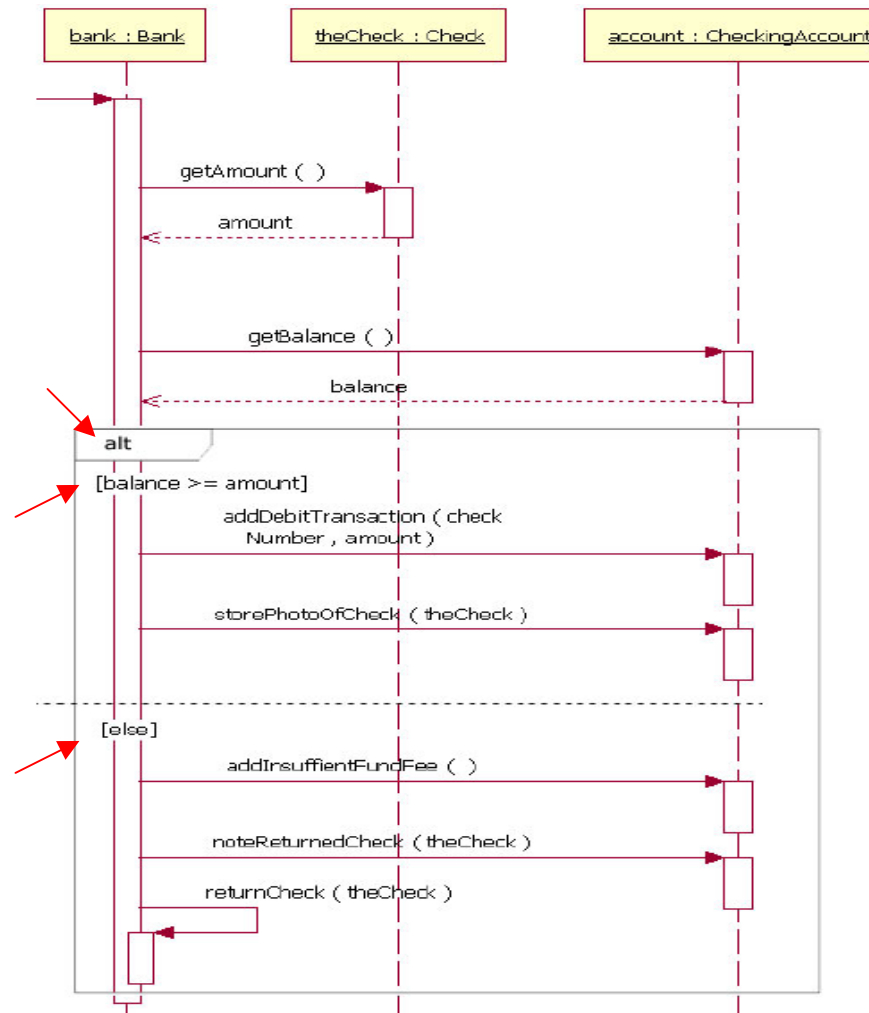 bank : Bank
theCheck : Check
account : CheckingAccount
getAmount ( )
amount
getBalance ( )
balance
alt
[balance >= amount]
addDebitTransaction ( check
Number , amount )
storePhotoOfCheck ( theCheck )
[else]
addInsuffientFundFee ( )
noteReturnedCheck ( theCheck )
returnCheck ( theCheck )